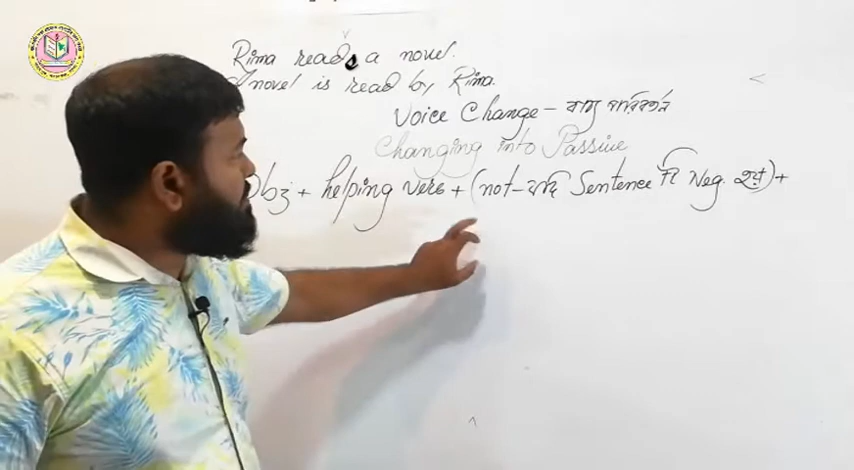 Rima reads a novel.
A novel is read by Rima.
Voice Change - বাচ্য পরিবর্তন
Changing into Passive
Obj + helping verb + (not - যদি Sentence টি Neg. হয়) +